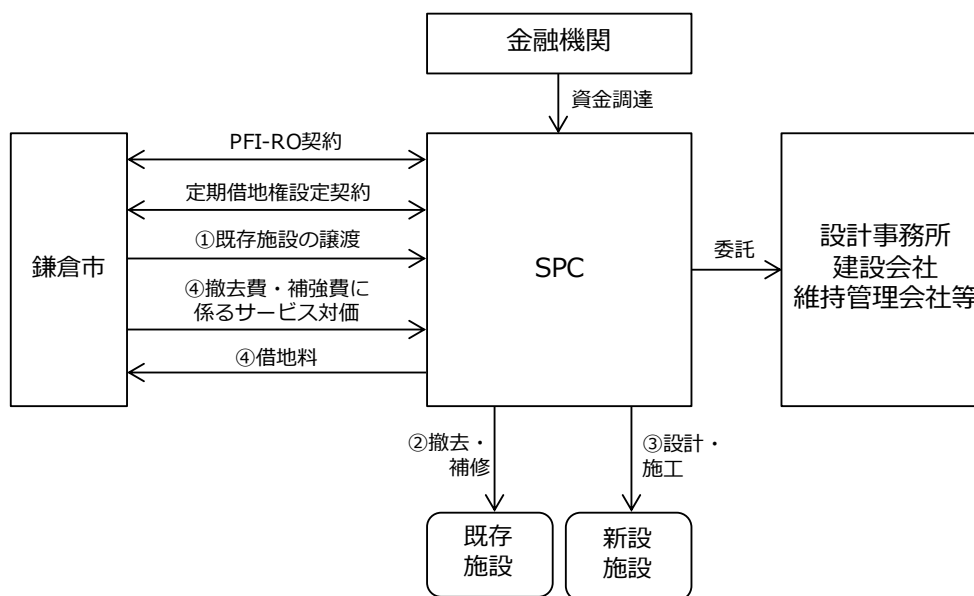 金融機関
資金調達
鎌倉市
PFI-RO契約
定期借地権設定契約
①既存施設の譲渡
④撤去費・補強費に
係るサービス対価
④借地料
SPC
委託
設計事務所
建設会社
維持管理会社等
②撤去・
補修
③設計・
施工
既存
施設
新設
施設